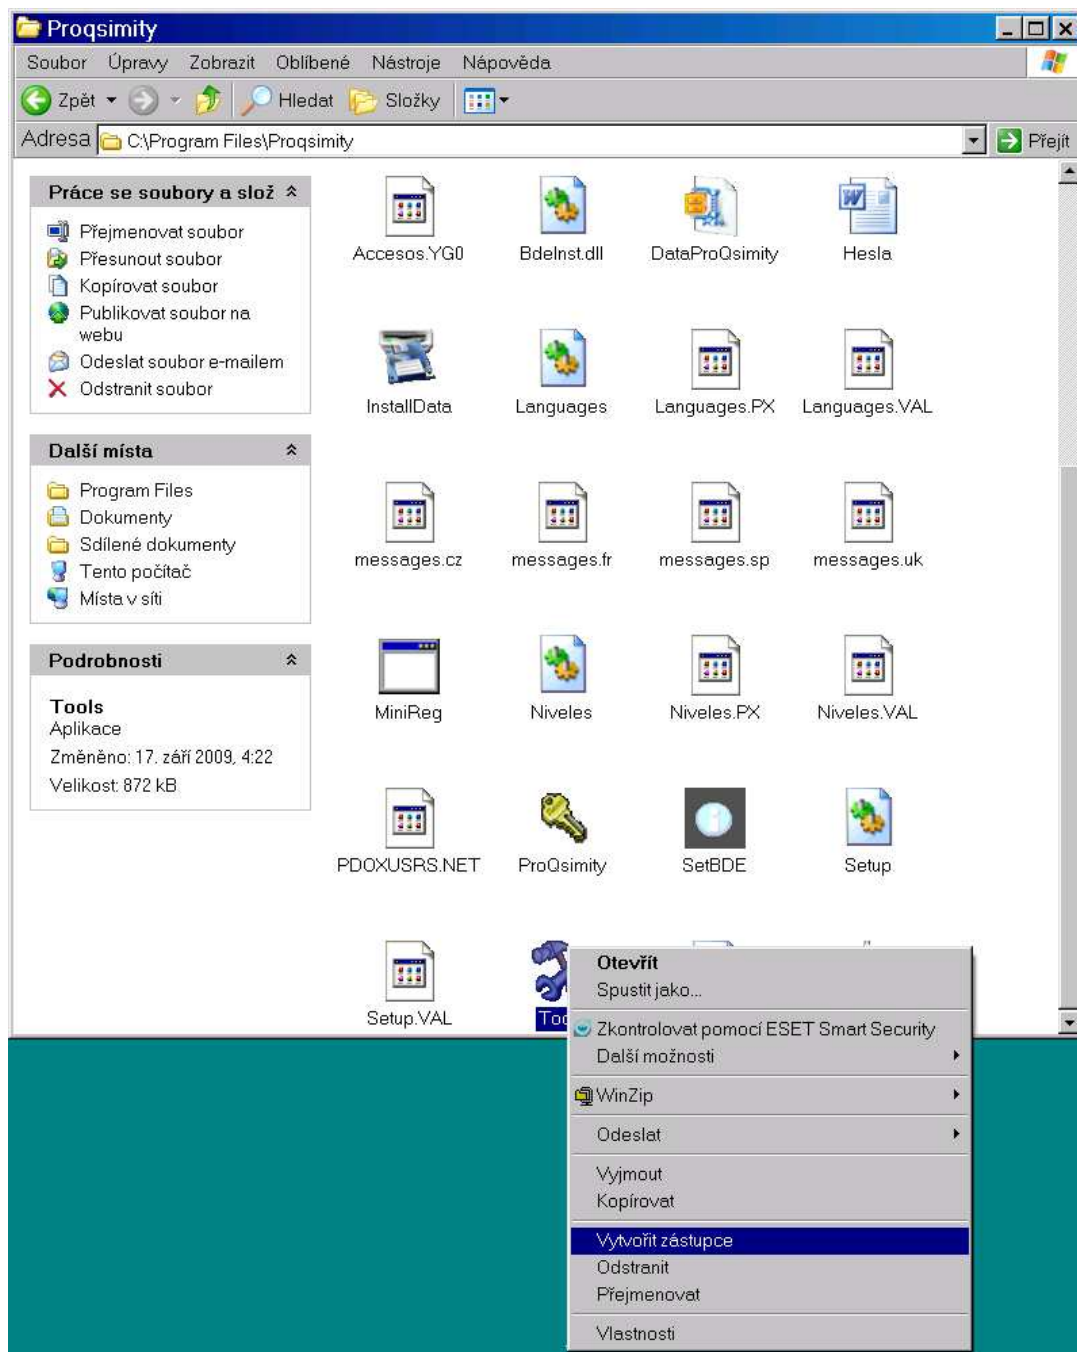 Proqsimity
Soubor Úpravy Zobrazit Oblíbené Nástroje Nápověda
Zpět Hledat Složky
Adresa C:\Program Files\Proqsimity Přejít
Práce se soubory a slož
Přejmenovat soubor
Přesunout soubor
Kopírovat soubor
Publikovat soubor na
webu
Odeslat soubor e-mailem
Odstranit soubor
Další místa
Program Files
Dokumenty
Sdílené dokumenty
Tento počítač
Místa v síti
Podrobnosti
Tools
Aplikace
Změněno: 17. září 2009, 4:22
Velikost: 872 kB
Accesos.YG0 BdeInst.dll DataProQsimity Hesla
InstallData Languages Languages.PX Languages.VAL
messages.cz messages.fr messages.sp messages.uk
MiniReg Niveles Niveles.PX Niveles.VAL
PDOXUSRS.NET ProQsimity SetBDE Setup
Setup.VAL
Otevřít
Spustit jako...
Zkontrolovat pomocí ESET Smart Security
Další možnosti
WinZip
Odeslat
Vyjmout
Kopírovat
Vytvořit zástupce
Odstranit
Přejmenovat
Vlastnosti